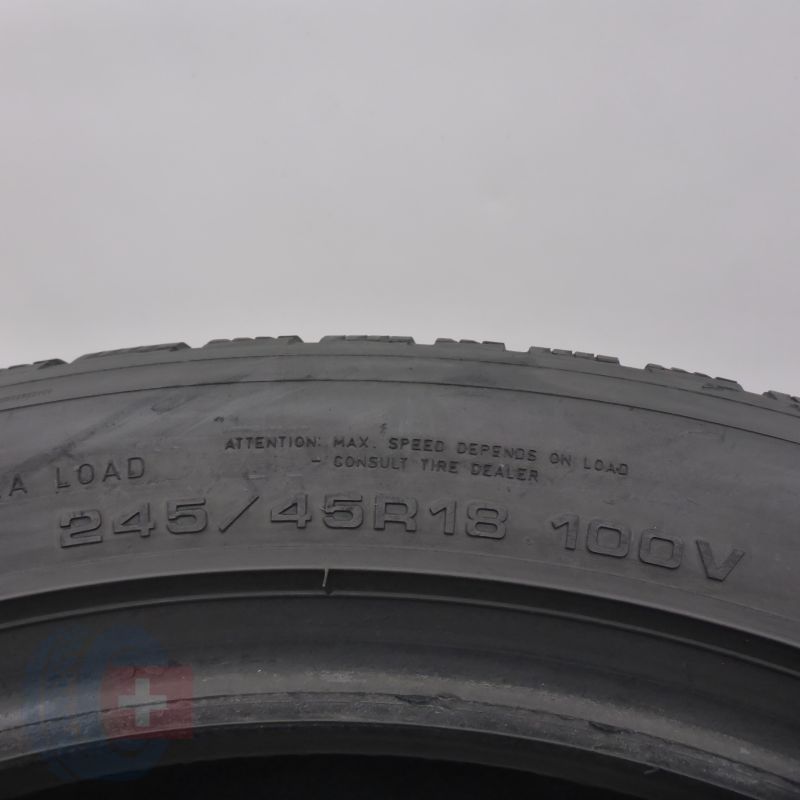 ATTENTION: MAX. SPEED DEPENDS ON LOAD
- CONSULT TIRE DEALER
LOAD
245/45R18 100V